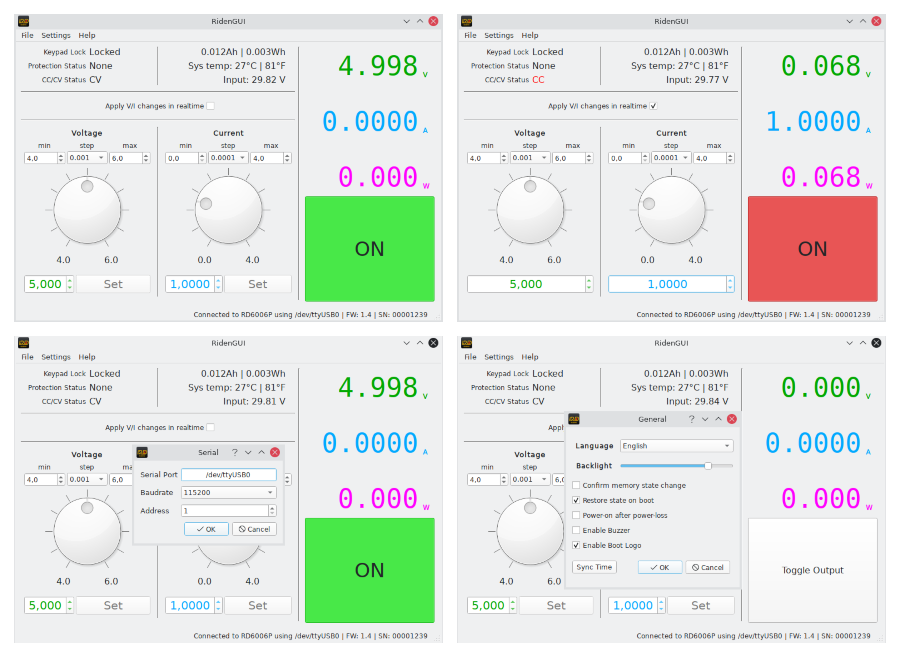 RidenGUI
File Settings Help
Keypad Lock Locked
Protection Status None
CC/CV Status CV
0.012Ah | 0.003Wh
Sys temp: 27°C | 81°F
Input: 29.82 V
Apply V/I changes in realtime
Voltage
min step max
4,0 0.001 6,0
4.0 6.0
5,000 Set
Current
min step max
0,0 0.0001 4,0
0.0 4.0
1,0000 Set
4.998 V
0.0000 A
0.000 W
ON
Connected to RD6006P using /dev/ttyUSB0 | FW: 1.4 | SN: 00001239
RidenGUI
File Settings Help
Keypad Lock Locked
Protection Status None
CC/CV Status CC
0.012Ah | 0.003Wh
Sys temp: 27°C | 81°F
Input: 29.77 V
Apply V/I changes in realtime
Voltage
min step max
4,0 0.001 6,0
4.0 6.0
5,000
Current
min step max
0,0 0.0001 4,0
0.0 4.0
1,0000
0.068 V
1.0000 A
0.068 W
ON
Connected to RD6006P using /dev/ttyUSB0 | FW: 1.4 | SN: 00001239
RidenGUI
File Settings Help
Keypad Lock Locked
Protection Status None
CC/CV Status CV
0.012Ah | 0.003Wh
Sys temp: 27°C | 81°F
Input: 29.81 V
Apply V/I changes in realtime
Voltage
min step ma
4,0 0.001 6,0
4.0 6.0
5,000 Set
0.0 4.0
1,0000 Set
Serial
Serial Port /dev/ttyUSB0
Baudrate 115200
Address 1
OK Cancel
4.998 V
0.0000 A
0.000 W
ON
Connected to RD6006P using /dev/ttyUSB0 | FW: 1.4 | SN: 00001239
RidenGUI
File Settings Help
Keypad Lock Locked
Protection Status None
CC/CV Status CV
0.012Ah | 0.003Wh
Sys temp: 27°C | 81°F
Input: 29.84 V
App
Voltage
min step
4,0 0.001
4.0 6.0
5,000 Set
1,0000 Set
General
Language English
Backlight
Confirm memory state change
Restore state on boot
Power-on after power-loss
Enable Buzzer
Enable Boot Logo
Sync Time OK Cancel
0.000 V
0.0000 A
0.000 W
Toggle Output
Connected to RD6006P using /dev/ttyUSB0 | FW: 1.4 | SN: 00001239